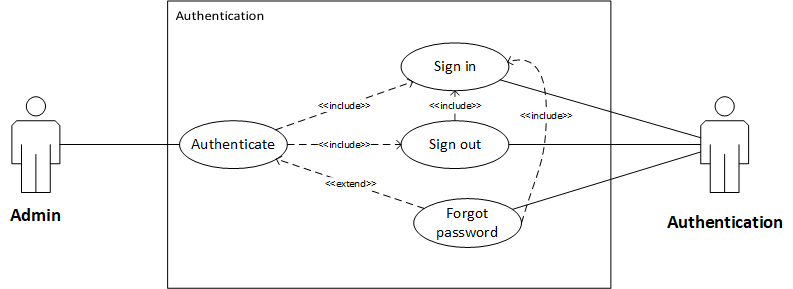 Authentication
Sign in
<<include>>
<<include>>
<<include>>
Authenticate
<<include>>
Sign out
<<extend>>
Forgot
password
Admin
Authentication